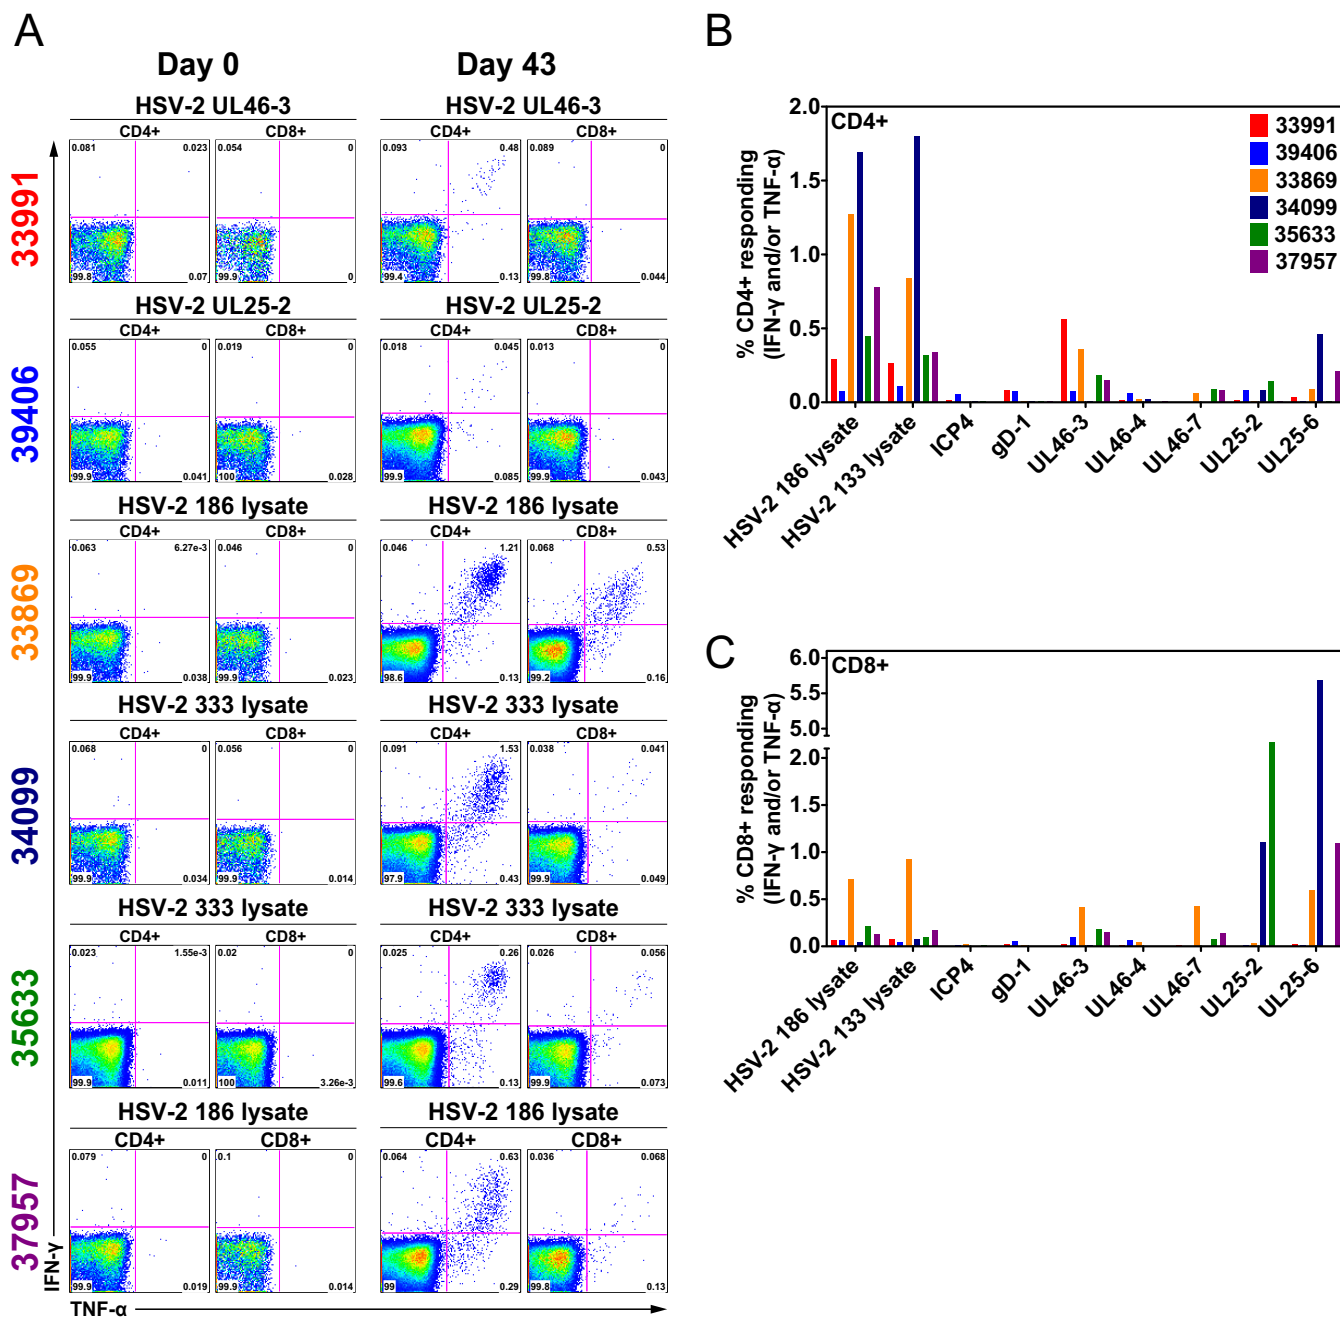 A
Day 0
Day 43
HSV-2 UL46-3
HSV-2 UL46-3
CD4+
CD8+
CD4+
CD8+
33991
0.081
0.023
0.054
0
0.093
0.48
0.089
0
99.8
0.07
99.9
0
99.4
0.13
99.8
0.044
HSV-2 UL25-2
HSV-2 UL25-2
CD4+
CD8+
CD4+
CD8+
39406
0.055
0
0.019
0
0.018
0.045
0.013
0
99.9
0.041
100
0.028
99.9
0.085
99.9
0.043
HSV-2 186 lysate
HSV-2 186 lysate
CD4+
CD8+
CD4+
CD8+
33869
0.063
6.27e-3
0.046
0
0.046
1.21
0.068
0.53
99.9
0.038
99.9
0.023
98.6
0.13
99.2
0.16
HSV-2 333 lysate
HSV-2 333 lysate
CD4+
CD8+
CD4+
CD8+
34099
0.068
0
0.056
0
0.091
1.53
0.038
0.041
99.9
0.034
99.9
0.014
97.9
0.43
99.9
0.049
HSV-2 333 lysate
HSV-2 333 lysate
CD4+
CD8+
CD4+
CD8+
35633
0.023
1.55e-3
0.02
0
0.025
0.26
0.026
0.056
99.9
0.011
100
3.26e-3
99.6
0.13
99.9
0.073
HSV-2 186 lysate
HSV-2 186 lysate
CD4+
CD8+
CD4+
CD8+
37957
0.079
0
0.1
0
0.064
0.63
0.036
0.068
99.9
0.019
99.9
0.014
99
0.29
99.8
0.13
IFN-γ
TNF-α
B
CD4+
% CD4+ responding
(IFN-γ and/or TNF-α)
2.0
1.5
1.0
0.5
0.0
33991
39406
33869
34099
35633
37957
HSV-2 186 lysate
HSV-2 133 lysate
ICP4
gD-1
UL46-3
UL46-4
UL46-7
UL25-2
UL25-6
C
CD8+
% CD8+ responding
(IFN-γ and/or TNF-α)
6.0
5.5
5.0
2.0
1.5
1.0
0.5
0.0
HSV-2 186 lysate
HSV-2 133 lysate
ICP4
gD-1
UL46-3
UL46-4
UL46-7
UL25-2
UL25-6